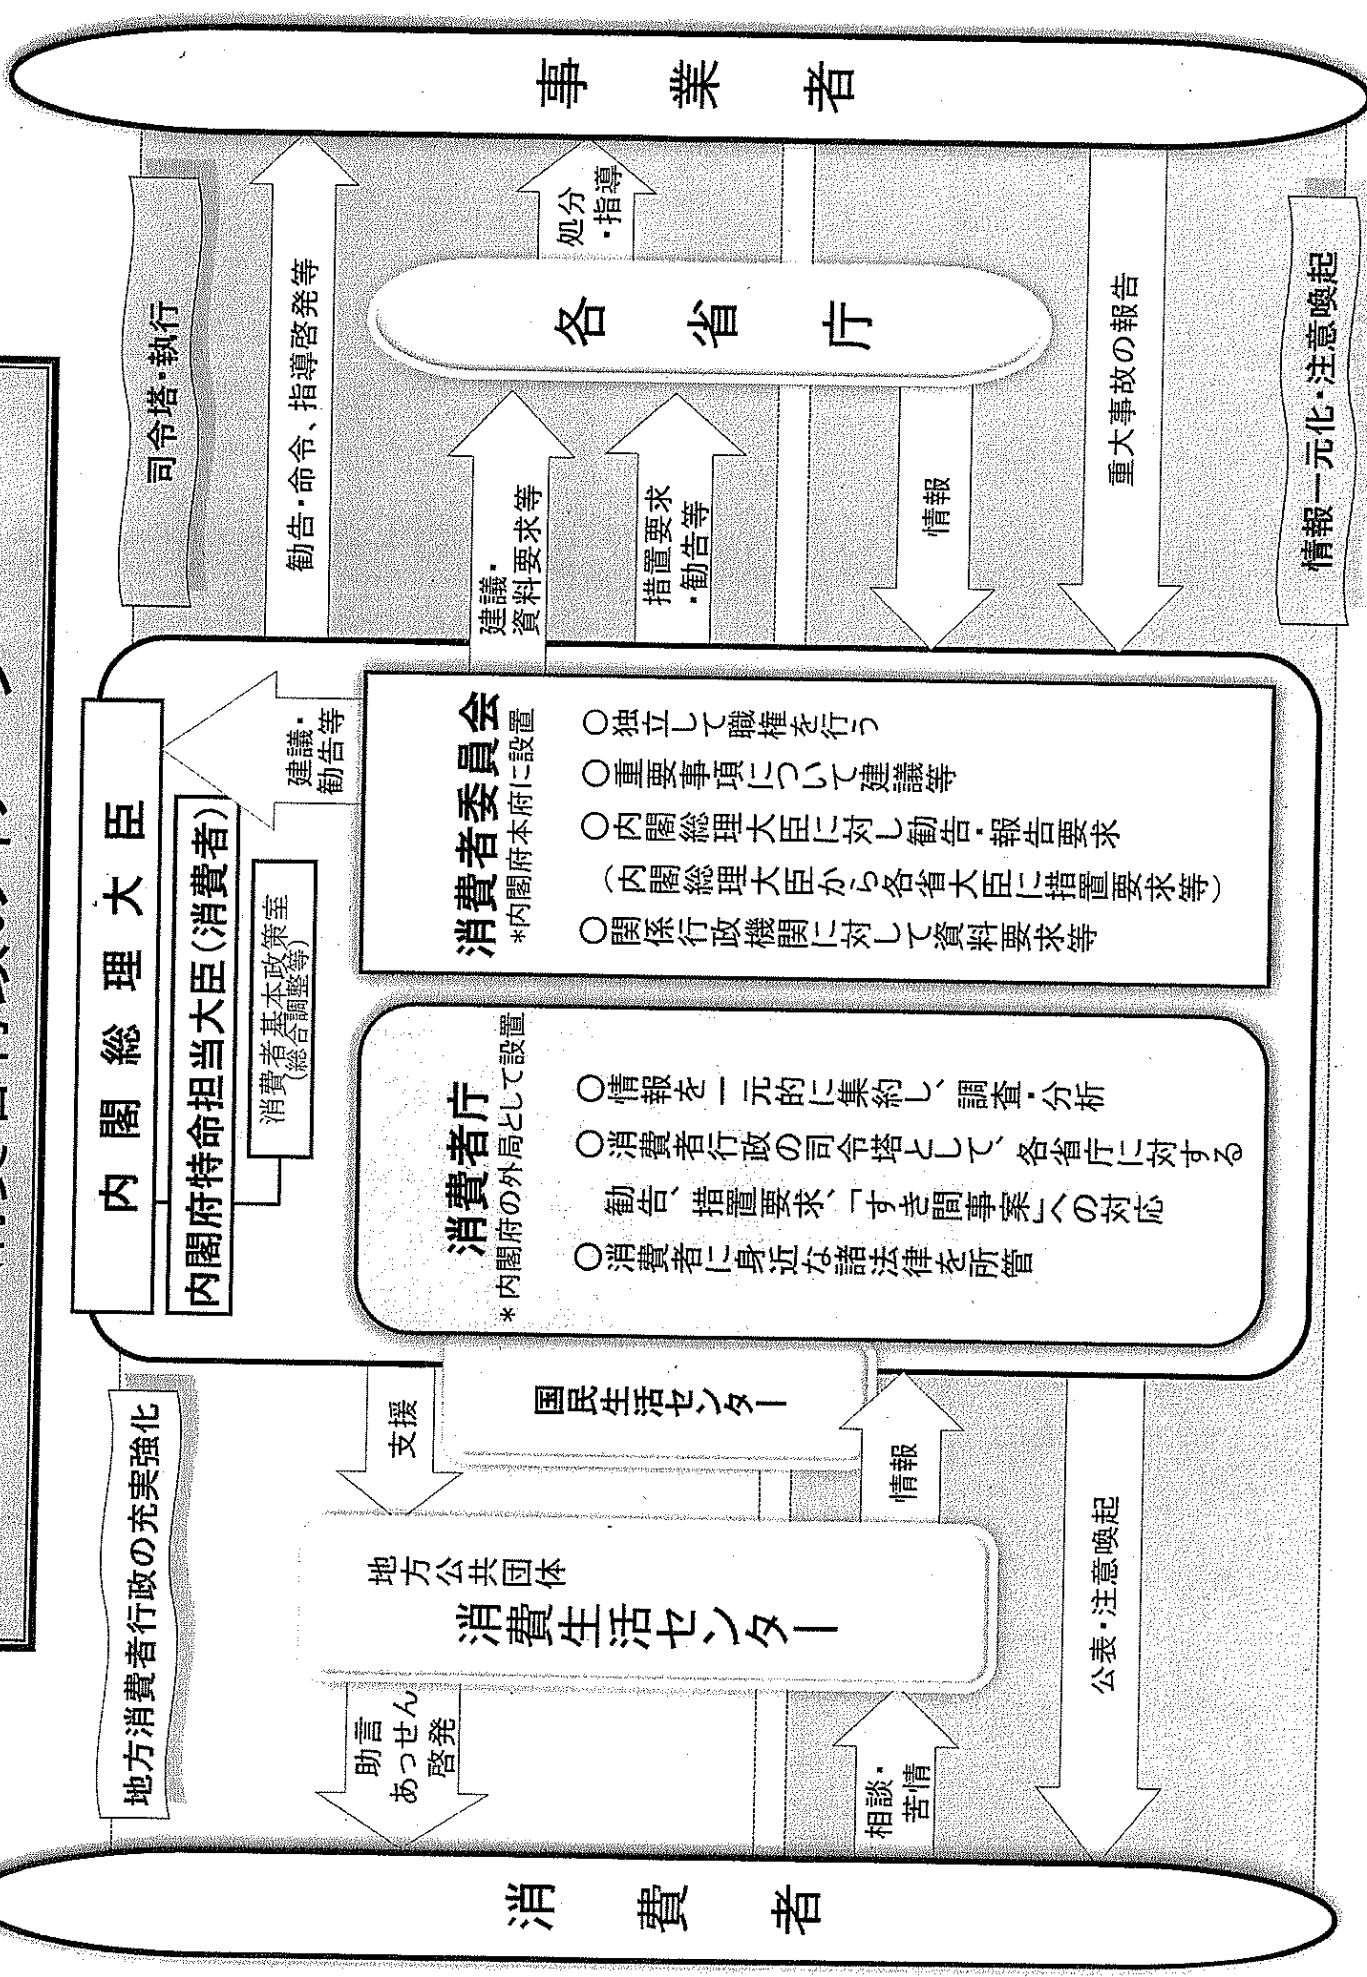 内閣総理大臣
内閣府特命担当大臣(消費者)
消費者基本政策室
(総合調整等)
地方消費者行政の充実強化
司令塔・執行
消費者
助言
あっせん
啓発
相談・
苦情
公表・注意喚起
地方公共団体
消費生活センター
支援
国民生活センター
情報
消費者庁
*内閣府の外局として設置
○情報を一元的に集約し、調査・分析
○消費者行政の司令塔として、各省庁に対する
勧告、措置要求、「すき間事案」への対応
○消費者に身近な諸法律を所管
建議・
勧告等
消費者委員会
*内閣府本府に設置
○独立して職権を行う
○重要事項について建議等
○内閣総理大臣に対し勧告・報告要求
(内閣総理大臣から各省大臣に措置要求等)
○関係行政機関に対して資料要求等
勧告・命令、指導啓発等
建議・
資料要求等
措置要求
・勧告等
情報
重大事故の報告
各省庁
処分
・指導
事業者
情報一元化・注意喚起